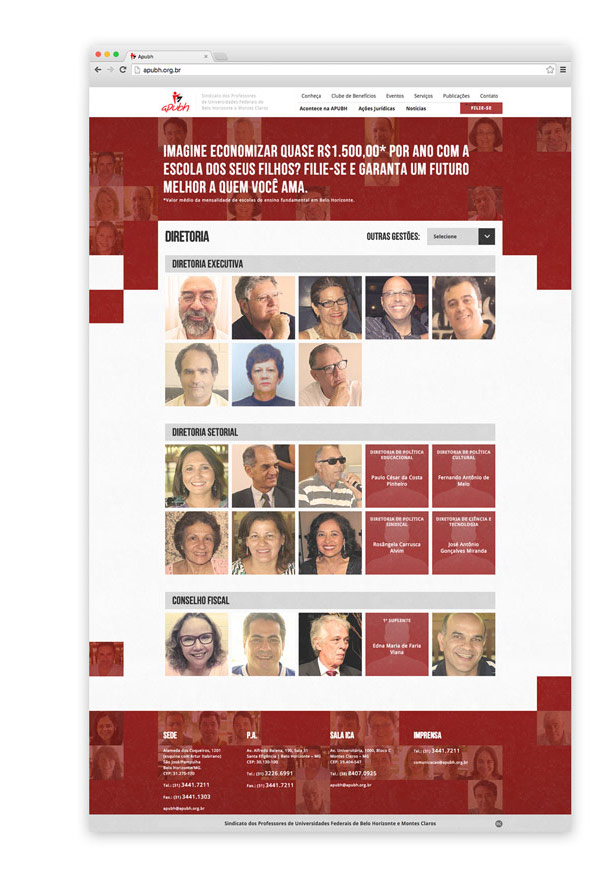 Apubh
apubh.org.br
apubh
Sindicato dos Professores
de Universidades Federais de
Belo Horizonte e Montes Claros
Conheça Clube de Benefícios Eventos Serviços Publicações Contato
Acontece na APUBH Ações Jurídicas Notícias FILIE-SE
IMAGINE ECONOMIZAR QUASE R$1.500,00* POR ANO COM A
ESCOLA DOS SEUS FILHOS? FILIE-SE E GARANTA UM FUTURO
MELHOR A QUEM VOCÊ AMA.
*Valor médio da mensalidade de escolas de ensino fundamental em Belo Horizonte.
DIRETORIA OUTRAS GESTÕES: Selecione
DIRETORIA EXECUTIVA
DIRETORIA SETORIAL
DIRETORIA DE POLÍTICA
EDUCACIONAL
Paulo César da Costa
Pinheiro
DIRETORIA DE POLÍTICA
CULTURAL
Fernando Antônio de
Melo
DIRETORIA DE POLITICA
SINDICAL
Rosângela Carrusca
Alvim
DIRETORIA DE CIÊNCIA E
TECNOLOGIA
José Antônio
Gonçalves Miranda
CONSELHO FISCAL
1º SUPLENTE
Edna Maria de Faria
Viana
SEDE
Alameda dos Coqueiros, 1201
(esquina com Artur Itabirano)
São José-Pampulha
Belo Horizonte/MG.
CEP: 31.275-120
Tel.: (31) 3441.7211
Fax.: (31) 3441.1303
apubh@apubh.org.br
P.A.
Av. Alfredo Balena, 190, Sala 31
Santa Efigênia | Belo Horizonte – MG
CEP: 30.130-100
Tel.: (31) 3226.6991
Fax.: (31) 3441.7211
SALA ICA
Av. Universitária, 1000, Bloco C
Montes Claros – MG
CEP: 39.404-547
Tel.: (38) 8407.0925
apubh@apubh.org.br
IMPRENSA
Tel.: (31) 3441.7211
comunicacao@apubh.org.br
Sindicato dos Professores de Universidades Federais de Belo Horizonte e Montes Claros